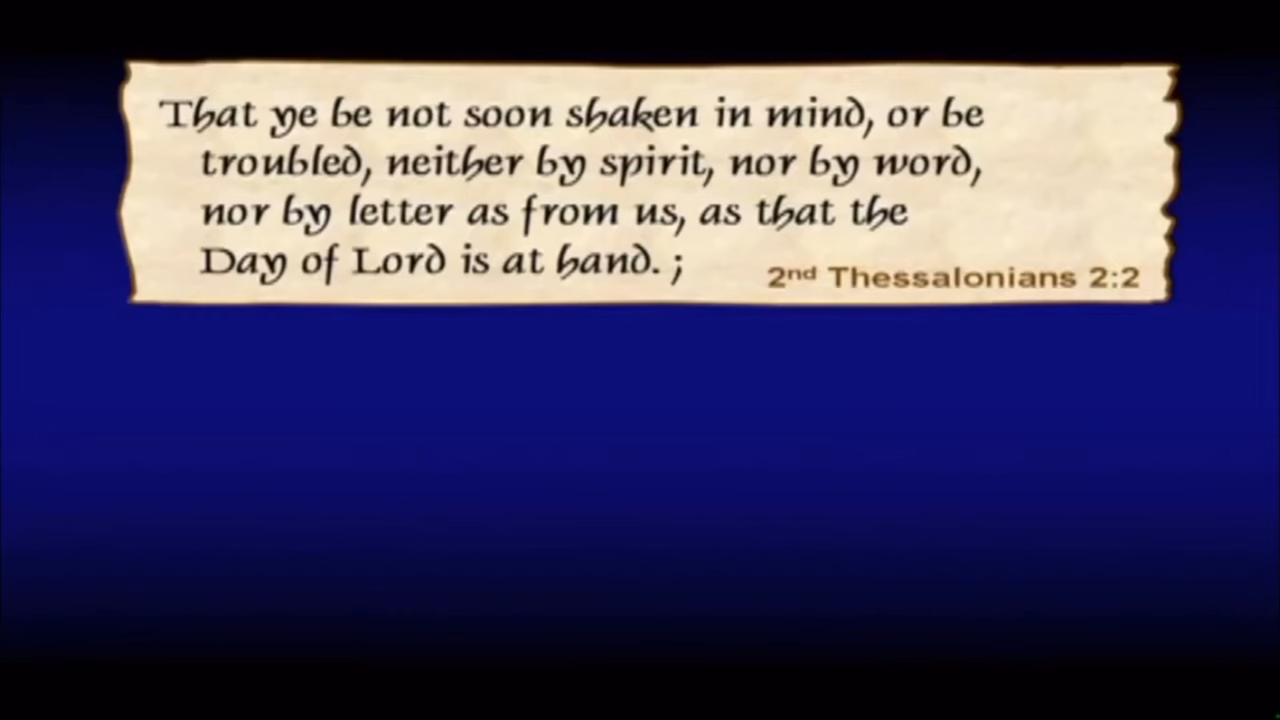 That ye be not soon shaken in mind, or be
troubled, neither by spirit, nor by word,
nor by letter as from us, as that the
Day of Lord is at hand. ;
2nd Thessalonians 2:2